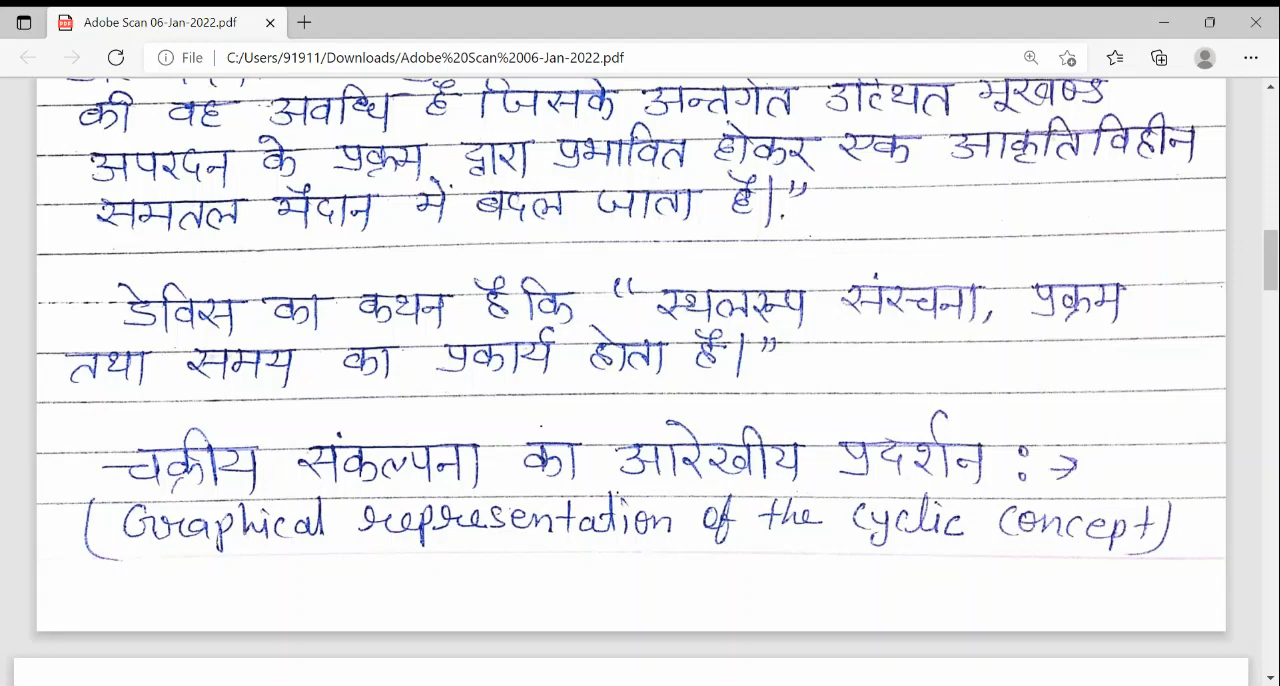 Adobe Scan 06-Jan-2022.pdf
File C:/Users/91911/Downloads/Adobe%20Scan%2006-Jan-2022.pdf
की वह अवधि है जिसके अन्तर्गत उत्थित भूखण्ड
अपरदन के प्रक्रम द्वारा प्रभावित होकर एक आकृतिविहीन
समतल मैदान में बदल जाता है।."
डेविस का कथन है कि "स्थलरूप संरचना, प्रक्रम
तथा समय का प्रकार्य होता है।"
चक्रीय संकल्पना का आरेखीय प्रदर्शन :→
(Graphical representation of the cyclic concept)